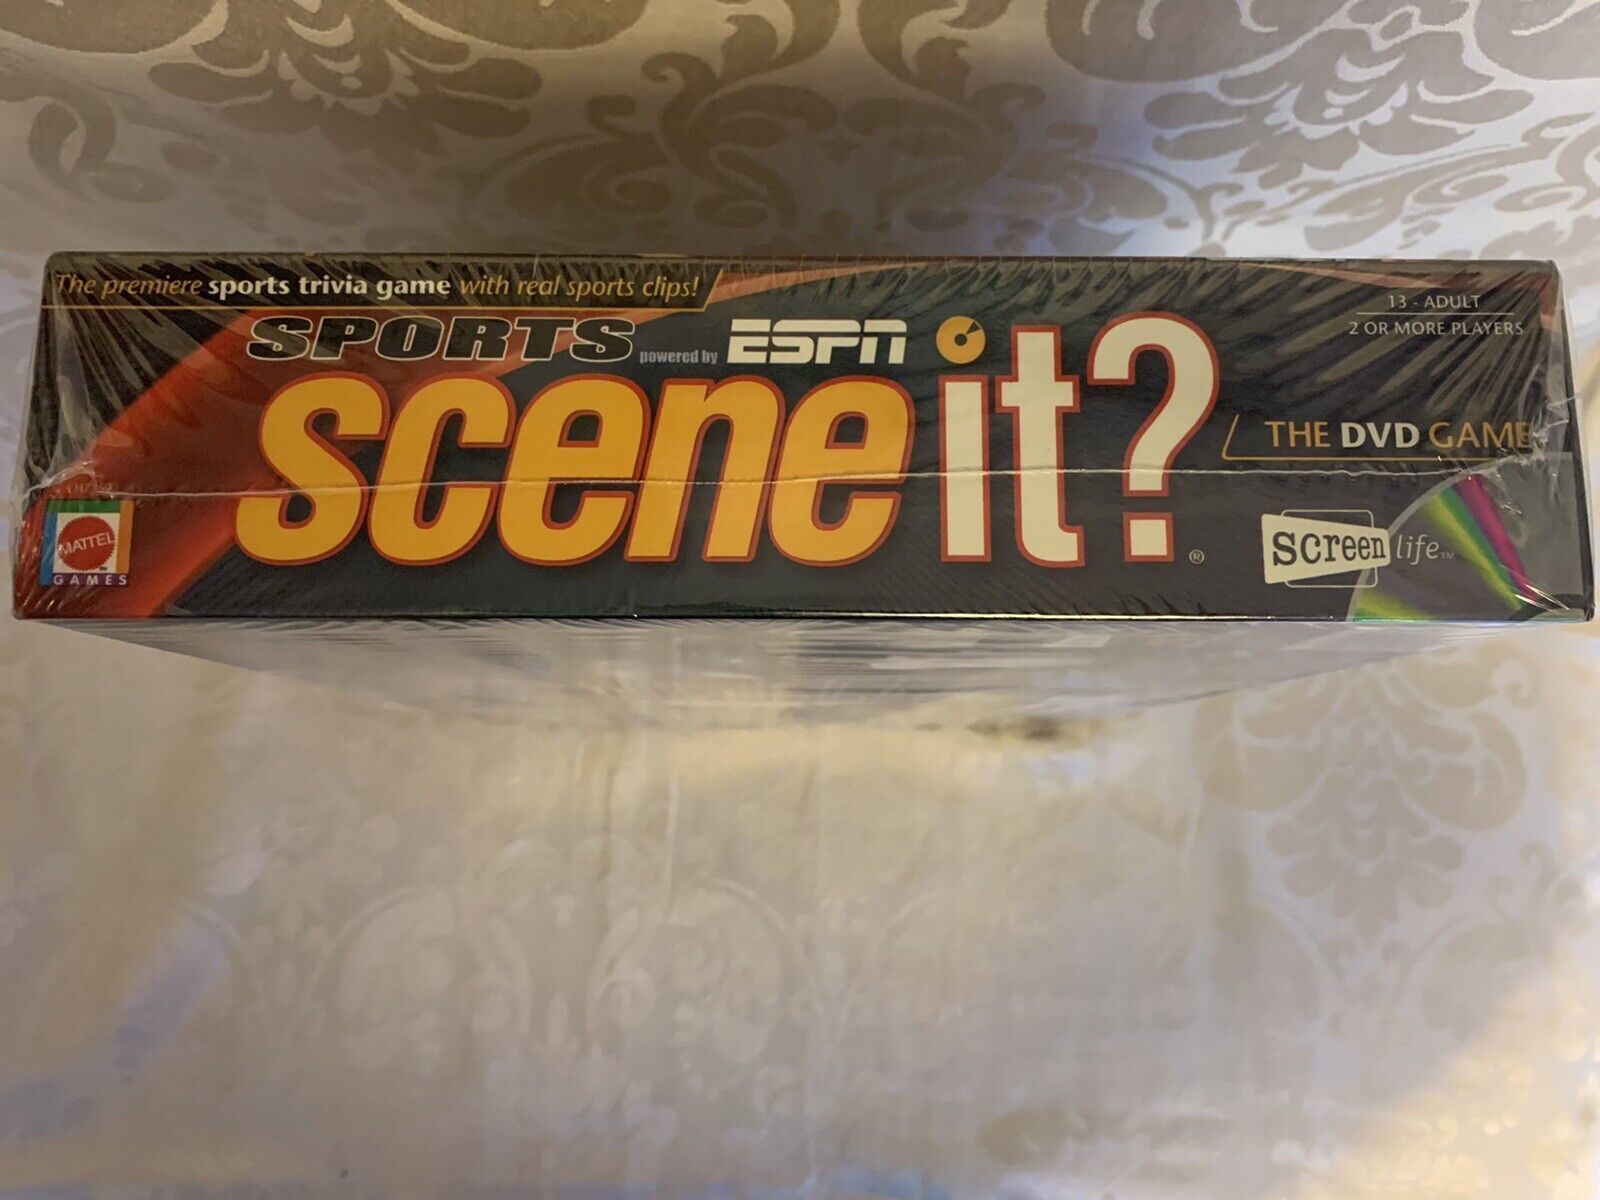 The premiere sports trivia game with real sports clips!
13 - ADULT
2 OR MORE PLAYERS
SPORTS powered by ESPN
scene it?®
THE DVD GAME
MATTEL
GAMES
screen life™